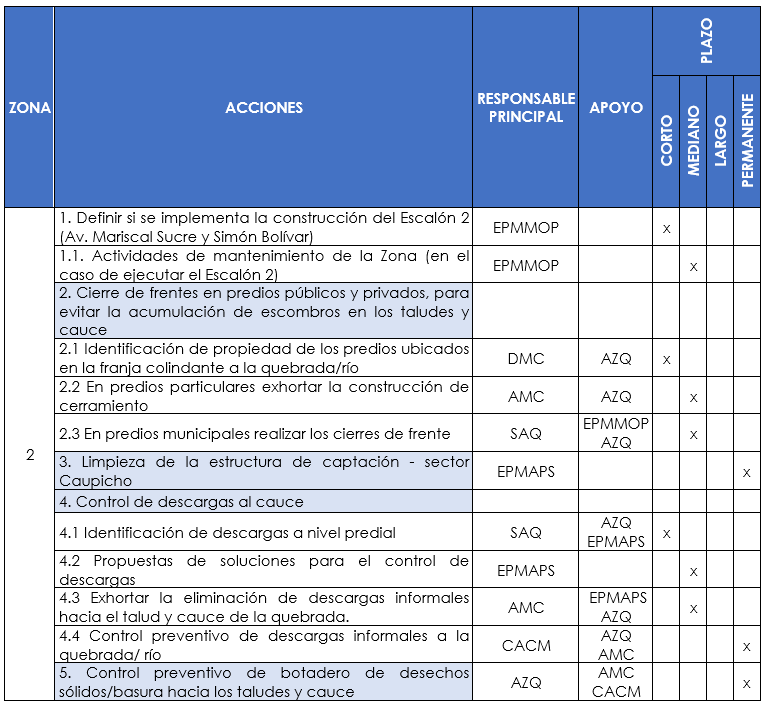 PLAZO
ZONA ACCIONES RESPONSABLE PRINCIPAL APOYO CORTO MEDIANO LARGO PERMANENTE
2
1. Definir si se implementa la construcción del Escalón 2
(Av. Mariscal Sucre y Simón Bolívar)
EPMMOP x
1.1. Actividades de mantenimiento de la Zona (en el
caso de ejecutar el Escalón 2)
EPMMOP x
2. Cierre de frentes en predios públicos y privados, para
evitar la acumulación de escombros en los taludes y
cauce
2.1 Identificación de propiedad de los predios ubicados
en la franja colindante a la quebrada/río
DMC AZQ x
2.2 En predios particulares exhortar la construcción de
cerramiento
AMC AZQ x
2.3 En predios municipales realizar los cierres de frente
SAQ EPMMOP AZQ x
3. Limpieza de la estructura de captación - sector
Caupicho
EPMAPS x
4. Control de descargas al cauce
4.1 Identificación de descargas a nivel predial
SAQ AZQ EPMAPS x
4.2 Propuestas de soluciones para el control de
descargas
EPMAPS x
4.3 Exhortar la eliminación de descargas informales
hacia el talud y cauce de la quebrada.
AMC EPMAPS AZQ x
4.4 Control preventivo de descargas informales a la
quebrada/ río
CACM AZQ AMC x
5. Control preventivo de botadero de desechos
sólidos/basura hacia los taludes y cauce
AZQ AMC CACM x